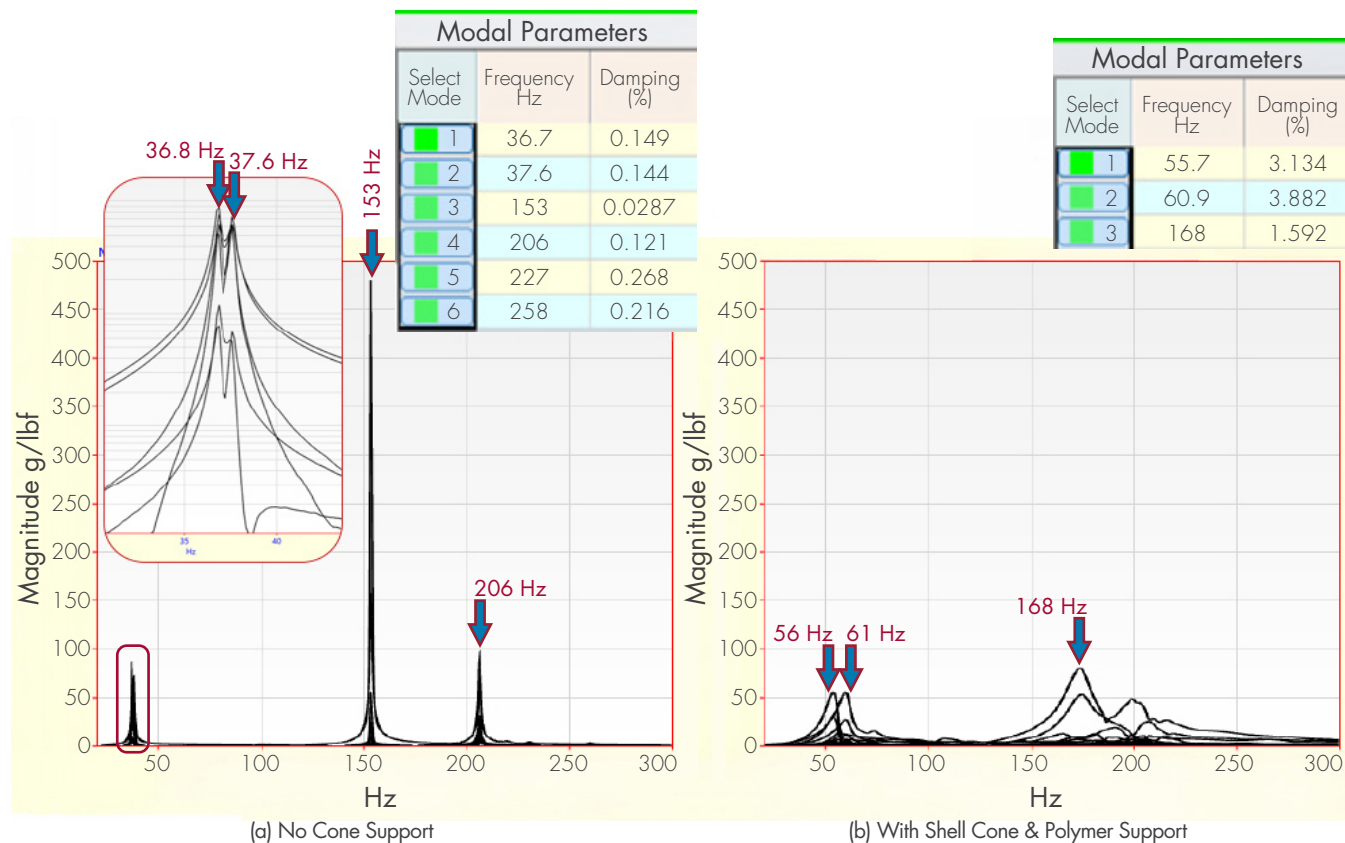 Modal Parameters
Select Mode Frequency Hz Damping (%)
1 36.7 0.149
2 37.6 0.144
3 153 0.0287
4 206 0.121
5 227 0.268
6 258 0.216
Modal Parameters
Select Mode Frequency Hz Damping (%)
1 55.7 3.134
2 60.9 3.882
3 168 1.592
36.8 Hz
37.6 Hz
153 Hz
206 Hz
35
40
Hz
Magnitude g/lbf
500
450
400
350
300
250
200
150
100
50
0
50 100 150 200 250 300
Hz
(a) No Cone Support
56 Hz
61 Hz
168 Hz
Magnitude g/lbf
500
450
400
350
300
250
200
150
100
50
0
50 100 150 200 250 300
Hz
(b) With Shell Cone & Polymer Support